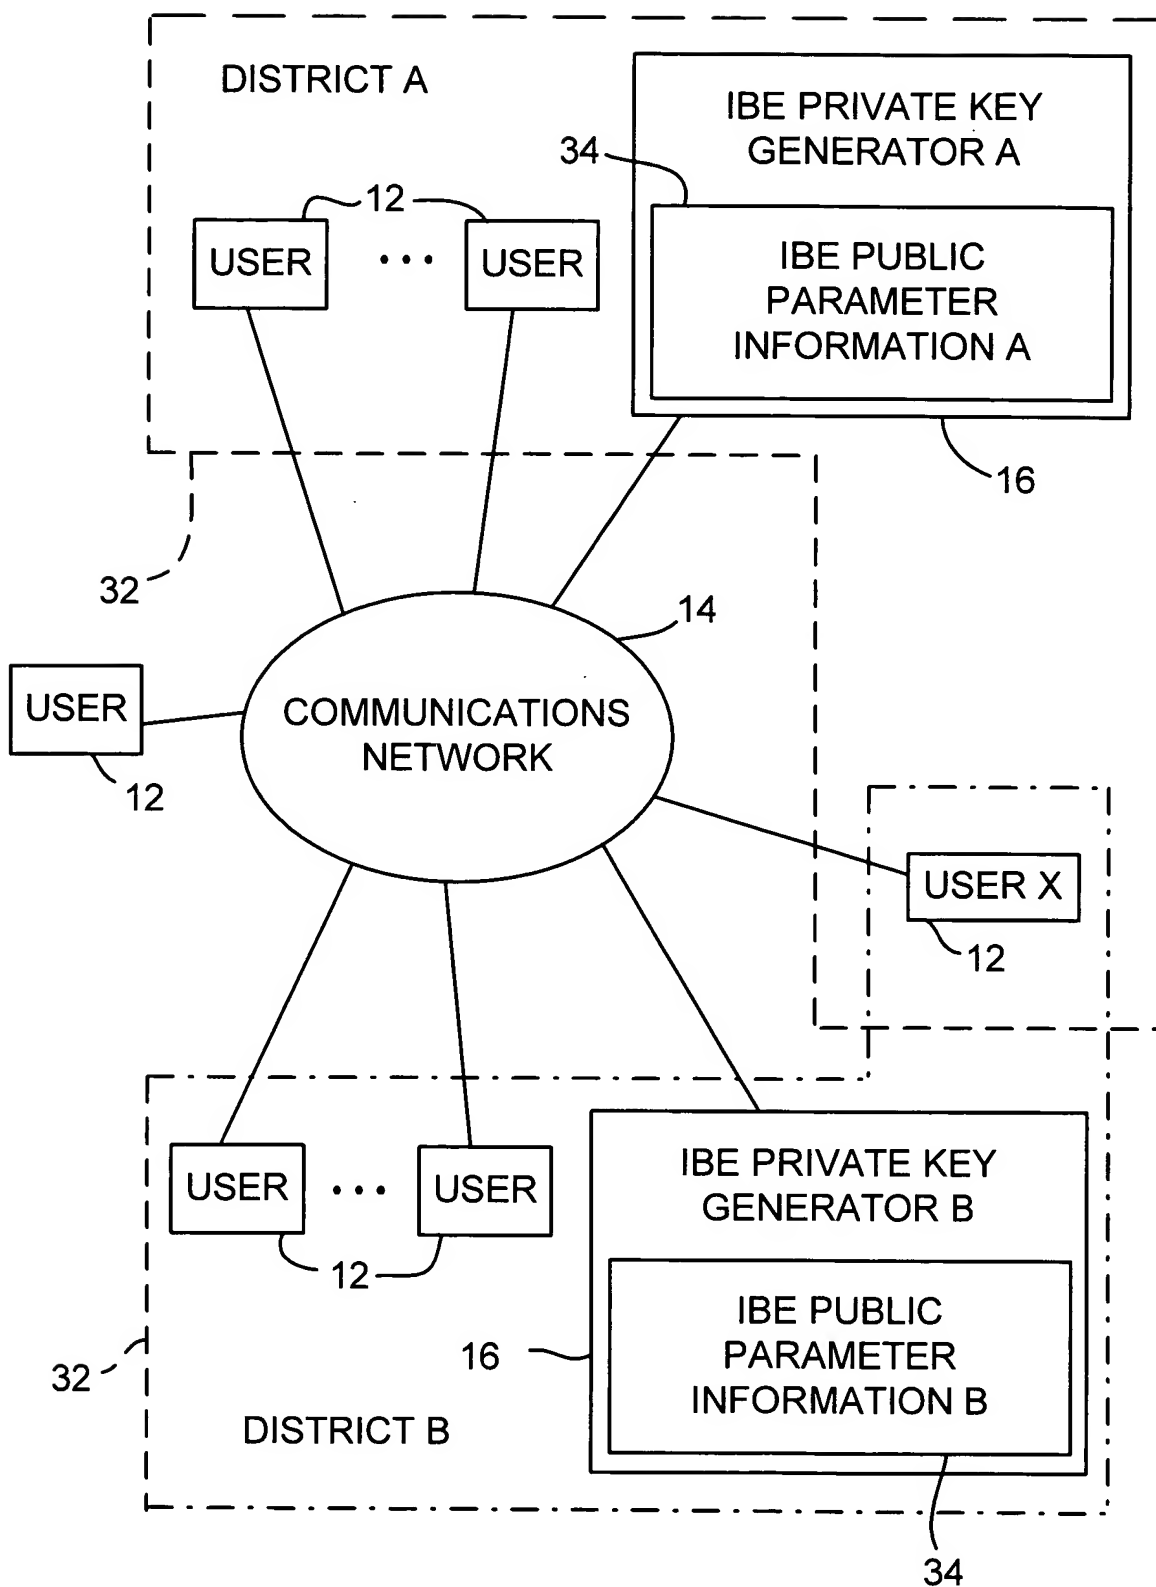 DISTRICT A
IBE PRIVATE KEY
GENERATOR A
34
12
IBE PUBLIC
PARAMETER
INFORMATION A
USER
• • •
USER
16
32
14
USER
COMMUNICATIONS
NETWORK
12
USER X
12
USER
• • •
USER
IBE PRIVATE KEY
GENERATOR B
12
IBE PUBLIC
PARAMETER
INFORMATION B
16
32
DISTRICT B
34